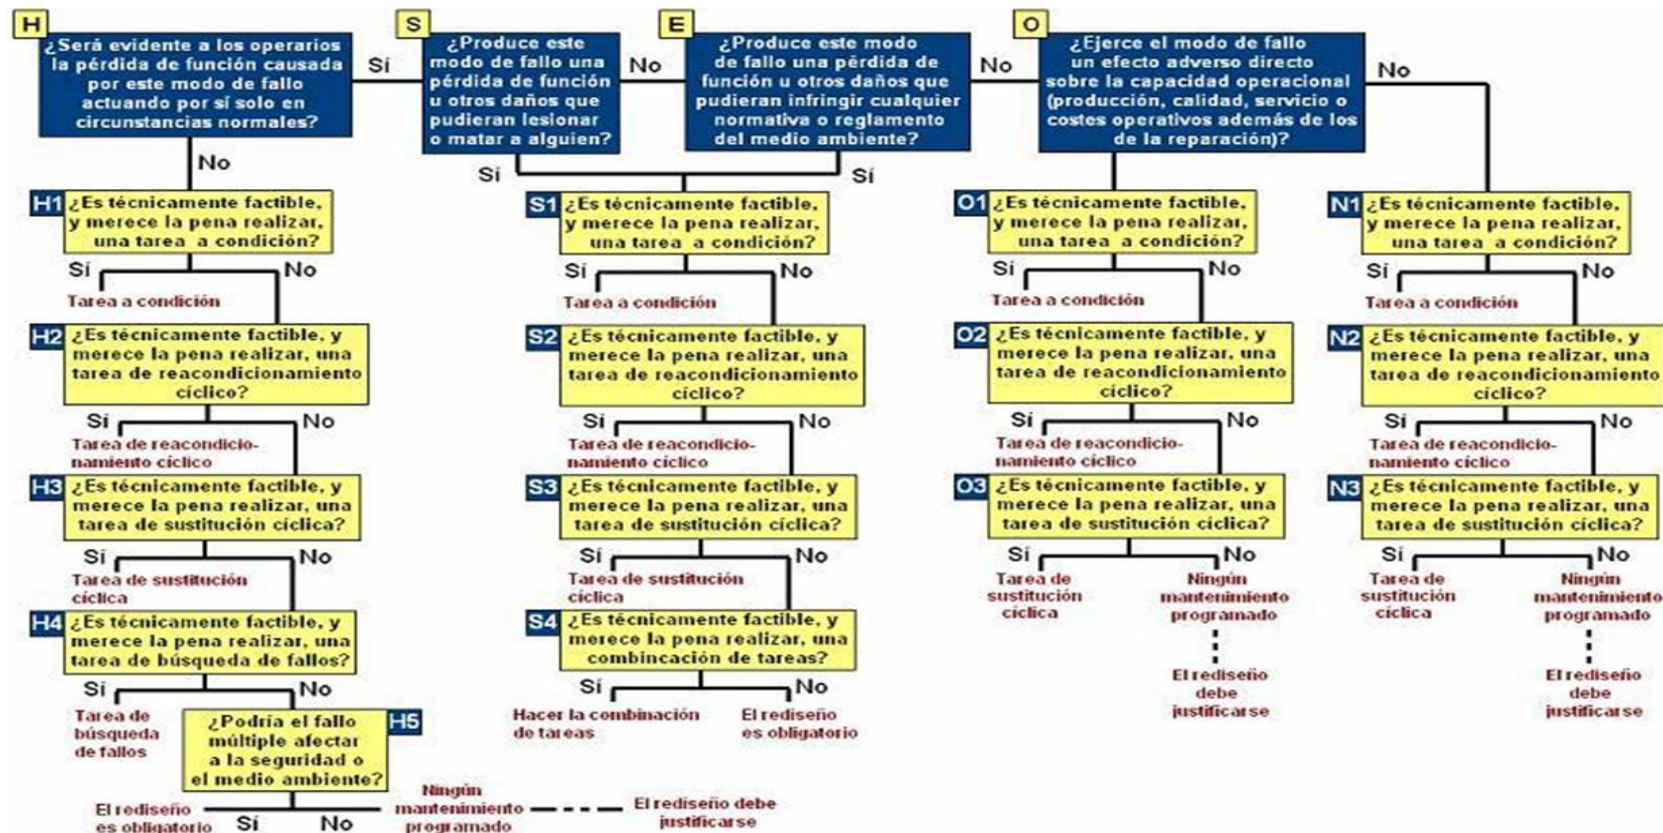 H
¿Será evidente a los operarios
la pérdida de función causada
por este modo de fallo
actuando por sí solo en
circustancias normales?
Sí
No
S
¿Produce este
modo de fallo una
pérdida de función
u otros daños que
pudieran lesionar
o matar a alguien?
No
Sí
E
¿Produce este modo
de fallo una pérdida de
función u otros daños que
pudieran infringir cualquier
normativa o reglamento
del medio ambiente?
No
Sí
O
¿Ejerce el modo de fallo
un efecto adverso directo
sobre la capacidad operacional
(producción, calidad, servicio o
costes operativos además de los
de la reparación)?
No
H1
¿Es técnicamente factible,
y merece la pena realizar,
una tarea a condición?
Sí
No
Tarea a condición
H2
¿Es técnicamente factible, y
merece la pena realizar, una
tarea de reacondicionamiento
cíclico?
Sí
No
Tarea de reacondicio-
namiento cíclico
H3
¿Es técnicamente factible, y
merece la pena realizar, una
tarea de sustitución cíclica?
Sí
No
Tarea de sustitución
cíclica
H4
¿Es técnicamente factible, y
merece la pena realizar, una
tarea de búsqueda de fallos?
Sí
No
Tarea de
búsqueda
de fallos
H5
¿Podría el fallo
múltiple afectar
a la seguridad o
el medio ambiente?
El rediseño
es obligatorio
Sí
No
Ningún
mantenimiento
programado
El rediseño debe
justificarse
S1
¿Es técnicamente factible,
y merece la pena realizar,
una tarea a condición?
Sí
No
Tarea a condición
S2
¿Es técnicamente factible, y
merece la pena realizar, una
tarea de reacondicionamiento
cíclico?
Sí
No
Tarea de reacondicio-
namiento cíclico
S3
¿Es técnicamente factible, y
merece la pena realizar, una
tarea de sustitución cíclica?
Sí
No
Tarea de sustitución
cíclica
S4
¿Es técnicamente factible, y
merece la pena realizar, una
combincación de tareas?
Sí
No
Hacer la combinación
de tareas
El rediseño
es obligatorio
O1
¿Es técnicamente factible,
y merece la pena realizar,
una tarea a condición?
Sí
No
Tarea a condición
O2
¿Es técnicamente factible, y
merece la pena realizar, una
tarea de reacondicionamiento
cíclico?
Sí
No
Tarea de reacondicio-
namiento cíclico
O3
¿Es técnicamente factible, y
merece la pena realizar, una
tarea de sustitución cíclica?
Sí
No
Tarea de
sustitución
cíclica
Ningún
mantenimiento
programado
El rediseño
debe
justificarse
N1
¿Es técnicamente factible,
y merece la pena realizar,
una tarea a condición?
Sí
No
Tarea a condición
N2
¿Es técnicamente factible, y
merece la pena realizar, una
tarea de reacondicionamiento
cíclico?
Sí
No
Tarea de reacondicio-
namiento cíclico
N3
¿Es técnicamente factible, y
merece la pena realizar, una
tarea de sustitución cíclica?
Sí
No
Tarea de
sustitución
cíclica
Ningún
mantenimiento
programado
El rediseño
debe
justificarse